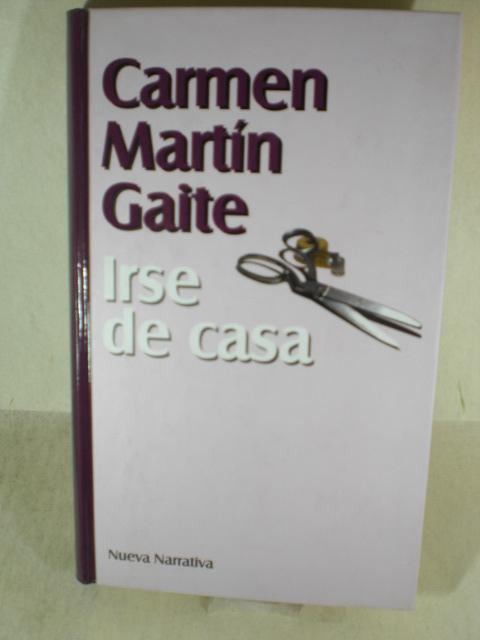 Carmen
Martín
Gaite
Irse
de casa
Nueva Narrativa